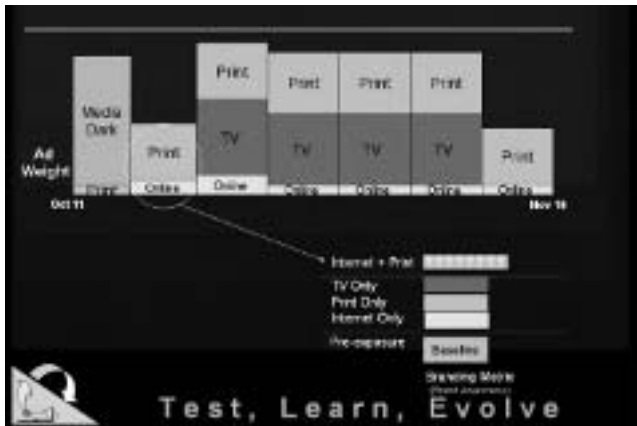 Print
Print Print Print
Media
Dark
Print TV TV TV TV Print
Ad
Weight
Print Online Online Online Online Online Online
Oct 11
Internet + Print
TV Only
Print Only
Internet Only
Pre-exposure
Baseline
Branding Metric
Test, Learn, Evolve